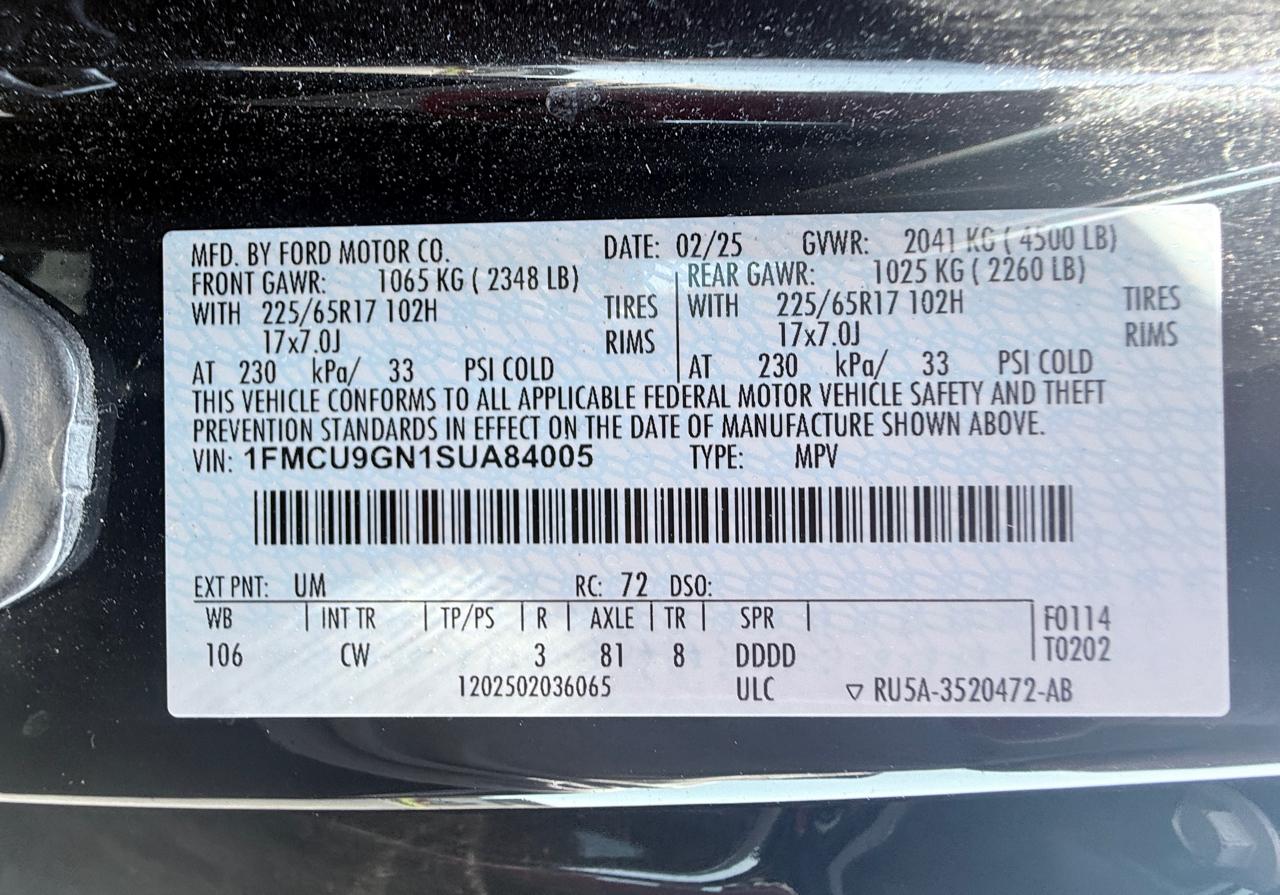 MFD. BY FORD MOTOR CO. DATE: 02/25 GVWR: 2041 KG ( 4500 LB)
FRONT GAWR: 1065 KG ( 2348 LB) REAR GAWR: 1025 KG ( 2260 LB)
WITH 225/65R17 102H TIRES WITH 225/65R17 102H TIRES
17x7.0J RIMS 17x7.0J RIMS
AT 230 kPa/ 33 PSI COLD AT 230 kPa/ 33 PSI COLD
THIS VEHICLE CONFORMS TO ALL APPLICABLE FEDERAL MOTOR VEHICLE SAFETY AND THEFT
PREVENTION STANDARDS IN EFFECT ON THE DATE OF MANUFACTURE SHOWN ABOVE.
VIN: 1FMCU9GN1SUA84005 TYPE: MPV
EXT PNT: UM RC: 72 DSO:
WB INT TR TP/PS R AXLE TR SPR F0114
106 CW 3 81 8 DDDD T0202
1202502036065 ULC ▽ RU5A-3520472-AB